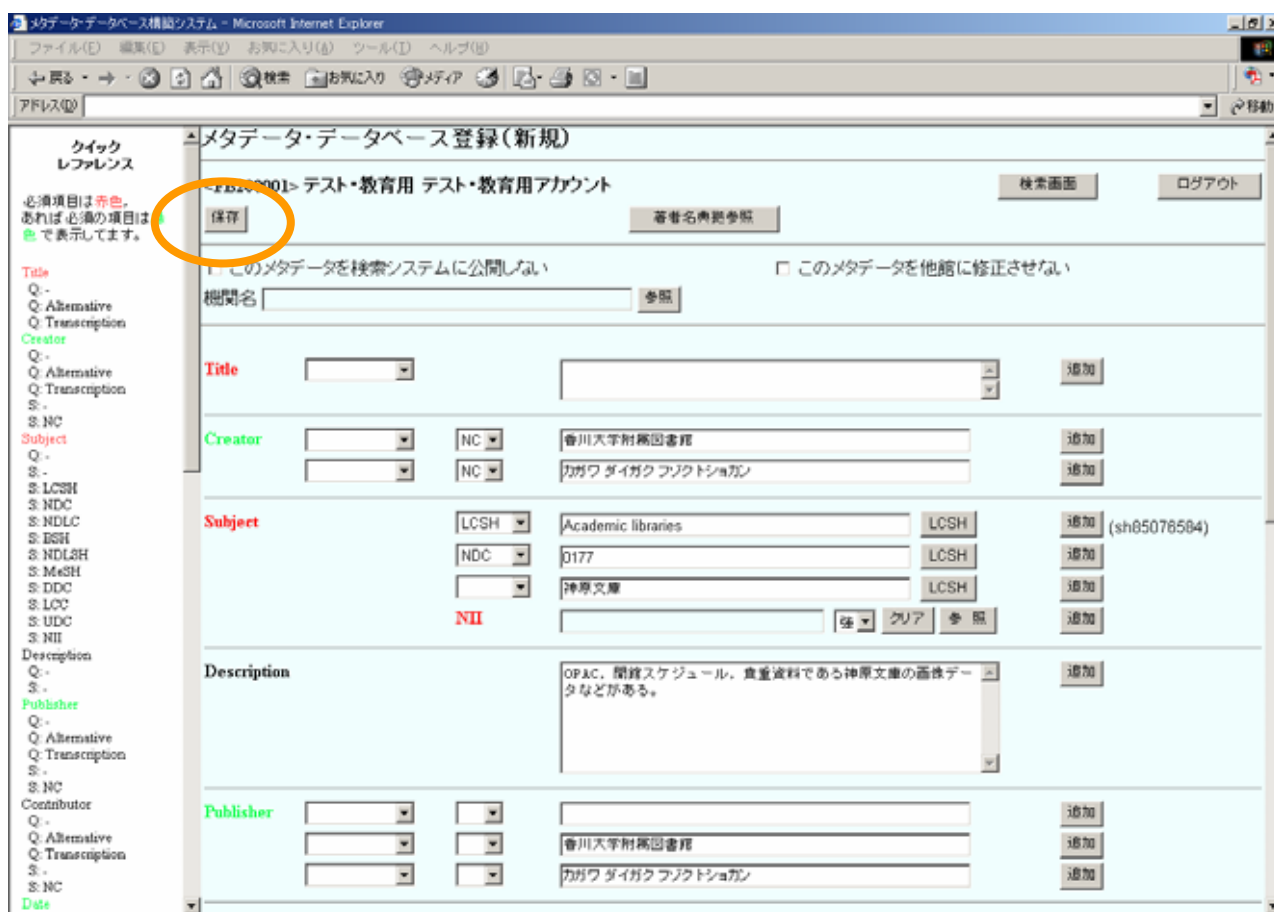 メタデータ・データベース構築システム - Microsoft Internet Explorer
ファイル(F) 編集(E) 表示(V) お気に入り(A) ツール(T) ヘルプ(H)
戻る 検索 お気に入り メディア
アドレス(D) 移動
クイック
レファレンス
必須項目は赤色,
あれば必須の項目は
色 で表示してます。
Title
Q: -
Q: Alternative
Q: Transcription
Creator
Q: -
Q: Alternative
Q: Transcription
S: -
S: NC
Subject
Q: -
S: -
S: LCSH
S: NDC
S: NDLC
S: BSH
S: NDLSH
S: MeSH
S: DDC
S: LCC
S: UDC
S: NII
Description
Q: -
S: -
Publisher
Q: -
Q: Alternative
Q: Transcription
S: -
S: NC
Contributor
Q: -
Q: Alternative
Q: Transcription
S: -
S: NC
Date
メタデータ・データベース登録(新規)
テスト・教育用 テスト・教育用アカウント 検索画面 ログアウト
保存 著者名典拠参照
このメタデータを検索システムに公開しない このメタデータを他館に修正させない
機関名 参照
Title 追加
Creator NC 香川大学附属図書館 追加
NC カガワ ダイガク フゾクトショカン 追加
Subject LCSH Academic libraries LCSH 追加 (sh85076584)
NDC 0177 LCSH 追加
神原文庫 LCSH 追加
NII 強 クリア 参照 追加
Description OPAC, 開館スケジュール, 貴重資料である神原文庫の画像デー 追加
タなどがある。
Publisher 追加
香川大学附属図書館 追加
カガワ ダイガク フゾクトショカン 追加